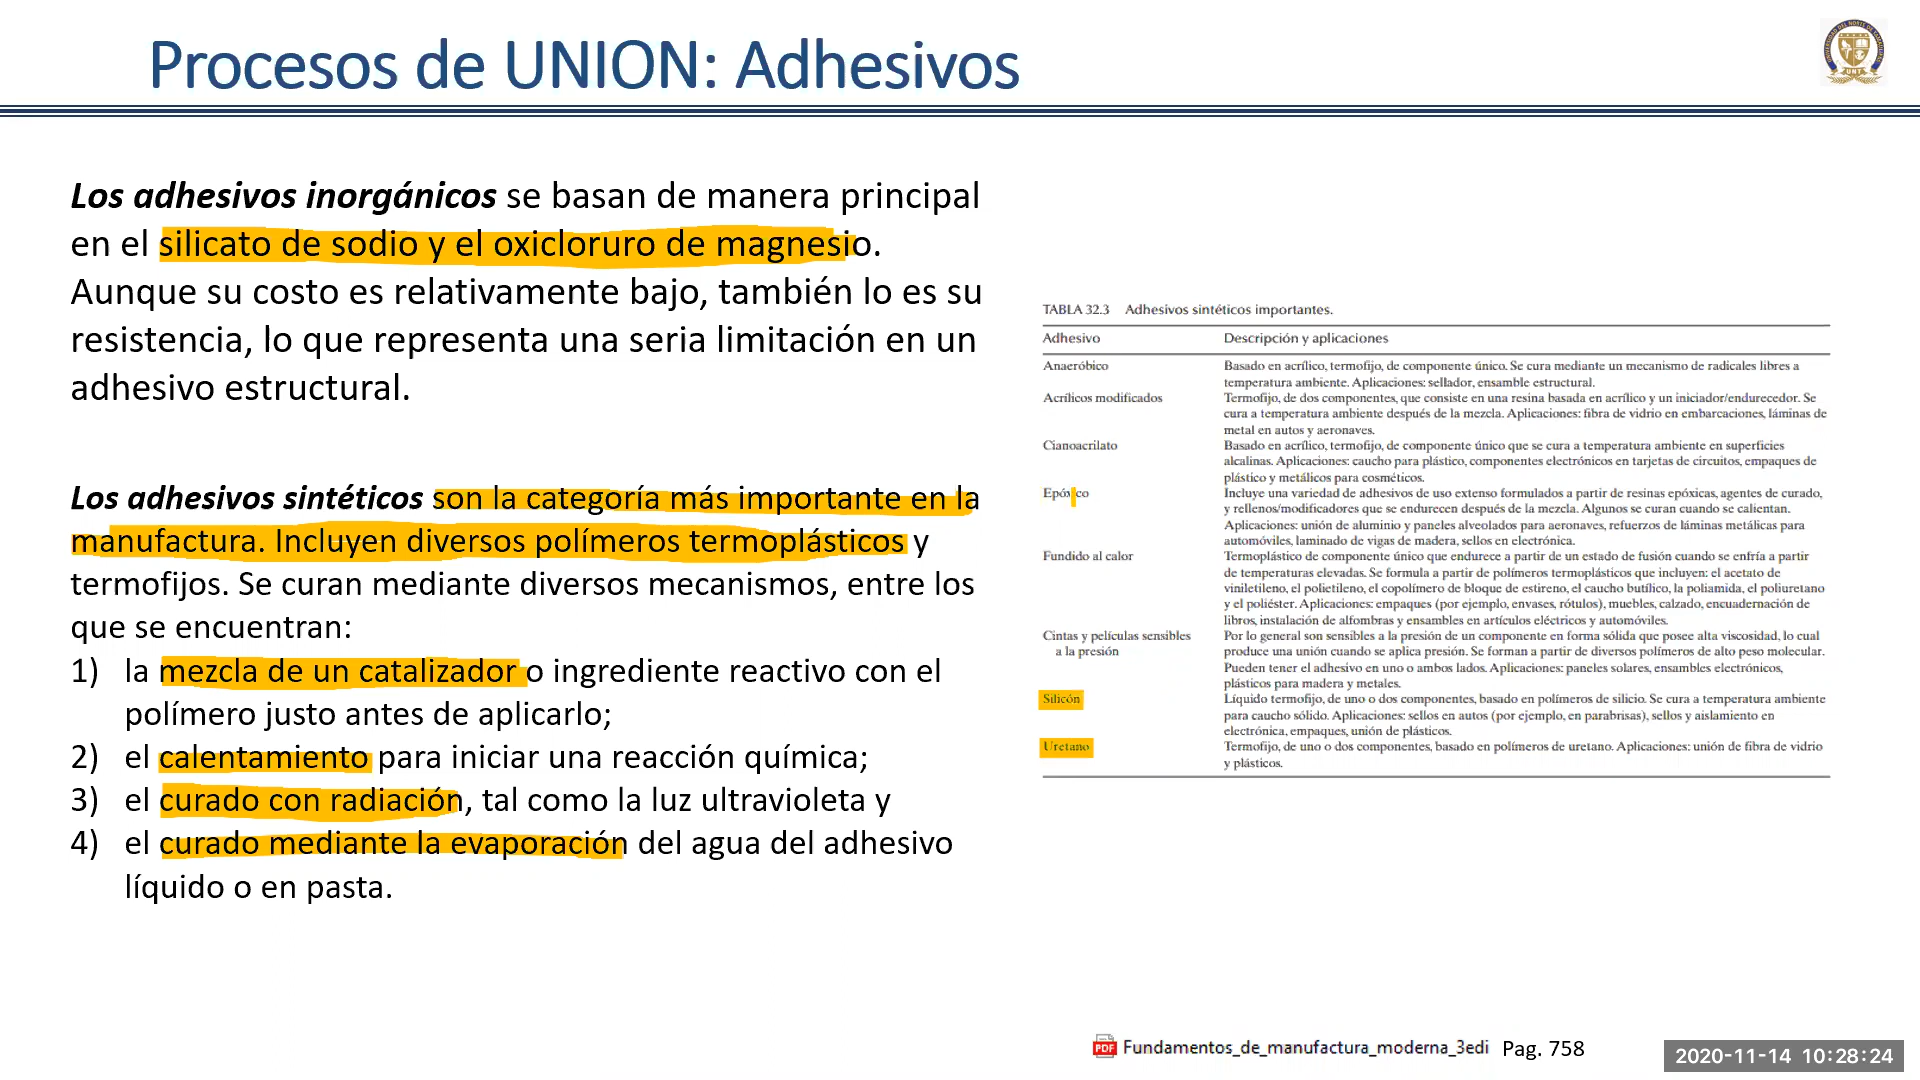 Procesos de UNION: Adhesivos
Los adhesivos inorgánicos se basan de manera principal
en el silicato de sodio y el oxicloruro de magnesio.
Aunque su costo es relativamente bajo, también lo es su
resistencia, lo que representa una seria limitación en un
adhesivo estructural.
Los adhesivos sintéticos son la categoría más importante en la
manufactura. Incluyen diversos polímeros termoplásticos y
termofijos. Se curan mediante diversos mecanismos, entre los
que se encuentran:
1) la mezcla de un catalizador o ingrediente reactivo con el
polímero justo antes de aplicarlo;
2) el calentamiento para iniciar una reacción química;
3) el curado con radiación, tal como la luz ultravioleta y
4) el curado mediante la evaporación del agua del adhesivo
líquido o en pasta.
TABLA 32.3 Adhesivos sintéticos importantes.
Adhesivo Descripción y aplicaciones
Anaeróbico Basado en acrílico, termofijo, de componente único. Se cura mediante un mecanismo de radicales libres a
temperatura ambiente. Aplicaciones: sellador, ensamble estructural.
Acrílicos modificados Termofijo, de dos componentes, que consiste en una resina basada en acrílico y un iniciador/endurecedor. Se
cura a temperatura ambiente después de la mezcla. Aplicaciones: fibra de vidrio en embarcaciones, láminas de
metal en autos y aeronaves.
Cianoacrilato Basado en acrílico, termofijo, de componente único que se cura a temperatura ambiente en superficies
alcalinas. Aplicaciones: caucho para plástico, componentes electrónicos en tarjetas de circuitos, empaques de
plástico y metálicos para cosméticos.
Epóxico Incluye una variedad de adhesivos de uso extenso formulados a partir de resinas epóxicas, agentes de curado,
y rellenos/modificadores que se endurecen después de la mezcla. Algunos se curan cuando se calientan.
Aplicaciones: unión de aluminio y paneles alveolados para aeronaves, refuerzos de láminas metálicas para
automóviles, laminado de vigas de madera, sellos en electrónica.
Fundido al calor Termoplástico de componente único que endurece a partir de un estado de fusión cuando se enfría a partir
de temperaturas elevadas. Se formula a partir de polímeros termoplásticos que incluyen: el acetato de
viniletileno, el polietileno, el copolímero de bloque de estireno, el caucho butílico, la poliamida, el poliuretano
y el poliéster. Aplicaciones: empaques (por ejemplo, envases, rótulos), muebles, calzado, encuadernación de
libros, instalación de alfombras y ensambles en artículos eléctricos y automóviles.
Cintas y películas sensibles Por lo general son sensibles a la presión de un componente en forma sólida que posee alta viscosidad, lo cual
a la presión produce una unión cuando se aplica presión. Se forman a partir de diversos polímeros de alto peso molecular.
Pueden tener el adhesivo en uno o ambos lados. Aplicaciones: paneles solares, ensambles electrónicos,
plásticos para madera y metales.
Silicón Líquido termofijo, de uno o dos componentes, basado en polímeros de silicio. Se cura a temperatura ambiente
para caucho sólido. Aplicaciones: sellos en autos (por ejemplo, en parabrisas), sellos y aislamiento en
electrónica, empaques, unión de plásticos.
Uretano Termofijo, de uno o dos componentes, basado en polímeros de uretano. Aplicaciones: unión de fibra de vidrio
y plásticos.
PDF Fundamentos_de_manufactura_moderna_3edi Pag. 758
2020-11-14 10:28:24